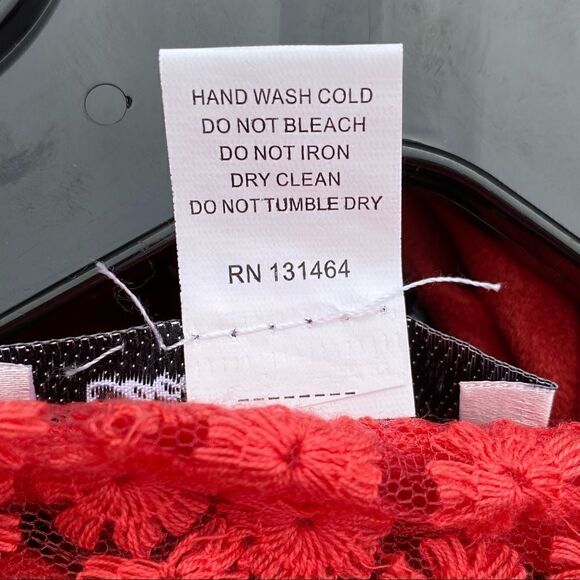 HAND WASH COLD
DO NOT BLEACH
DO NOT IRON
DRY CLEAN
DO NOT TUMBLE DRY
RN 131464